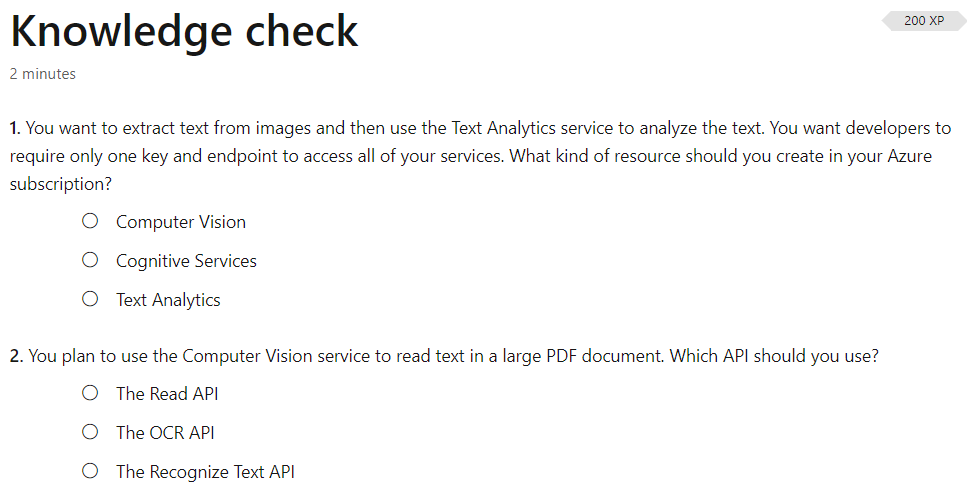 Knowledge check
200 XP
2 minutes
1. You want to extract text from images and then use the Text Analytics service to analyze the text. You want developers to
require only one key and endpoint to access all of your services. What kind of resource should you create in your Azure
subscription?
Computer Vision
Cognitive Services
Text Analytics
2. You plan to use the Computer Vision service to read text in a large PDF document. Which API should you use?
The Read API
The OCR API
The Recognize Text API